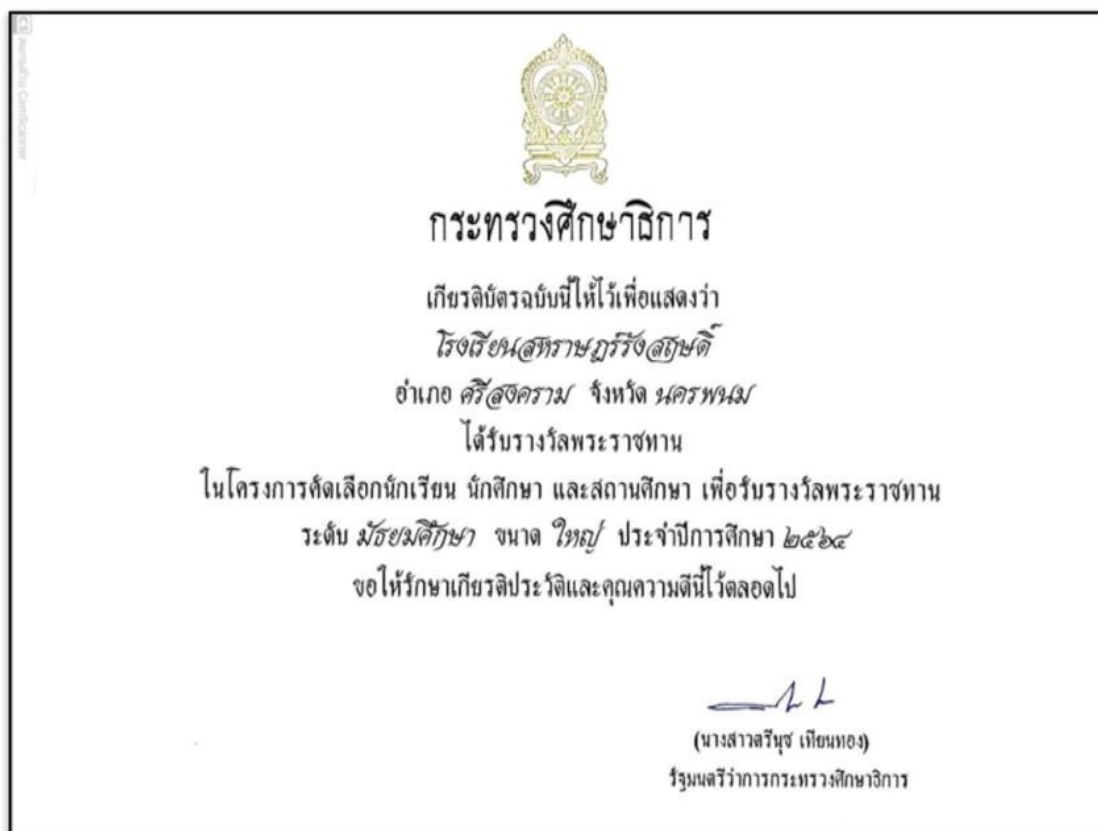 CS สแกนด้วย CamScanner
กระทรวงศึกษาธิการ
เกียรติบัตรฉบับนี้ให้ไว้เพื่อแสดงว่า
โรงเรียนสหราษฎร์รังสฤษดิ์
อำเภอ ศรีสงคราม จังหวัด นครพนม
ได้รับรางวัลพระราชทาน
ในโครงการคัดเลือกนักเรียน นักศึกษา และสถานศึกษา เพื่อรับรางวัลพระราชทาน
ระดับ มัธยมศึกษา ขนาด ใหญ่ ประจำปีการศึกษา ๒๕๖๔
ขอให้รักษาเกียรติประวัติและคุณความดีนี้ไว้ตลอดไป
(นางสาวตรีนุช เทียนทอง)
รัฐมนตรีว่าการกระทรวงศึกษาธิการ